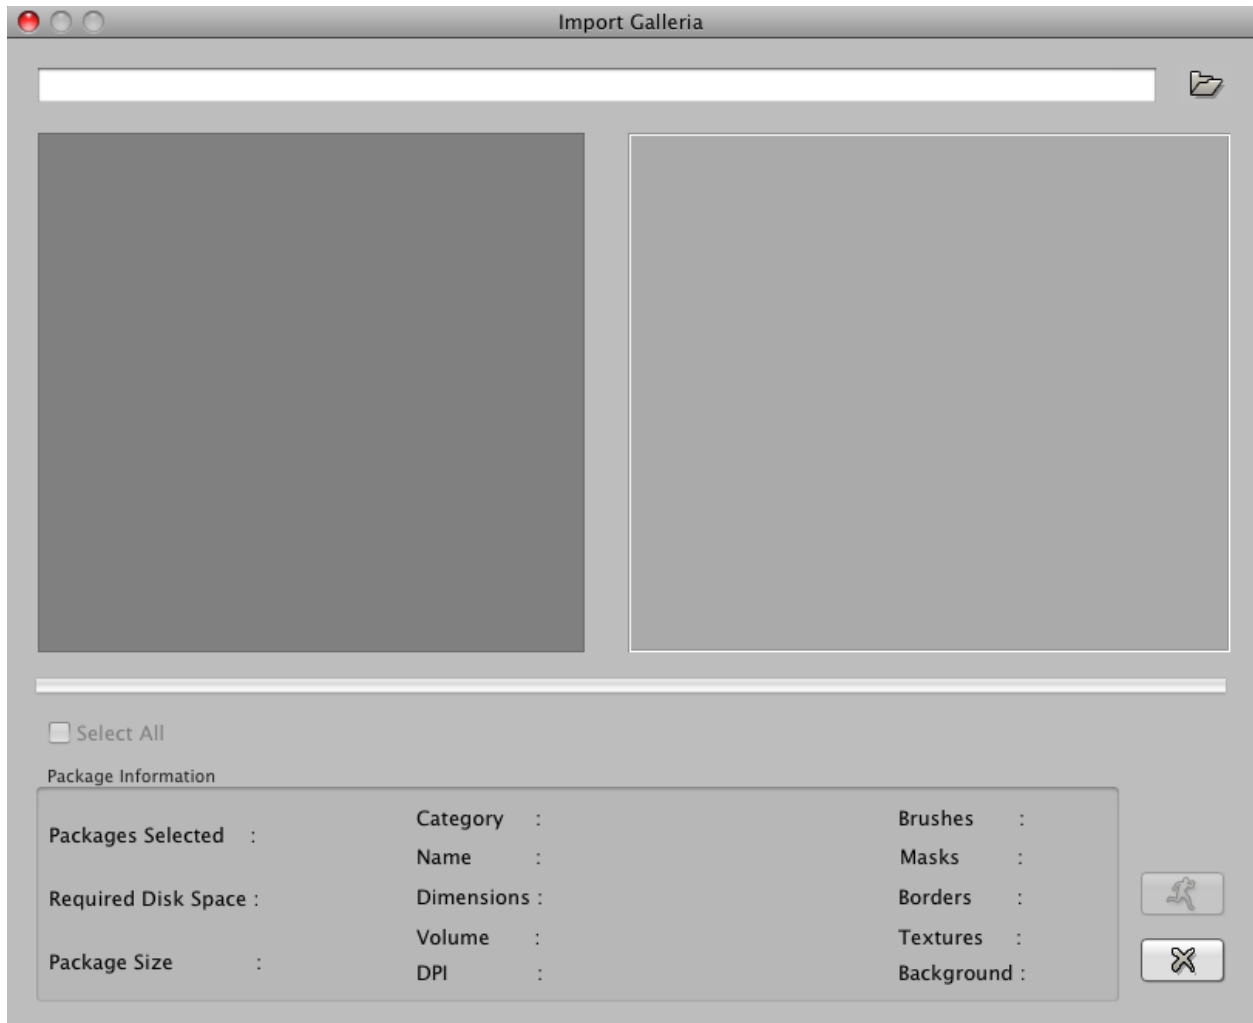 Import Galleria
Select All
Package Information
Packages Selected :
Required Disk Space :
Package Size :
Category :
Name :
Dimensions :
Volume :
DPI :
Brushes :
Masks :
Borders :
Textures :
Background :